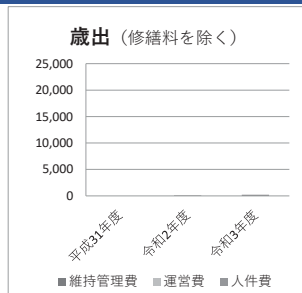 歳出（修繕料を除く）
25,000
20,000
15,000
10,000
5,000
0
平成31年度 令和2年度 令和3年度
■維持管理費 ■運営費 ■人件費